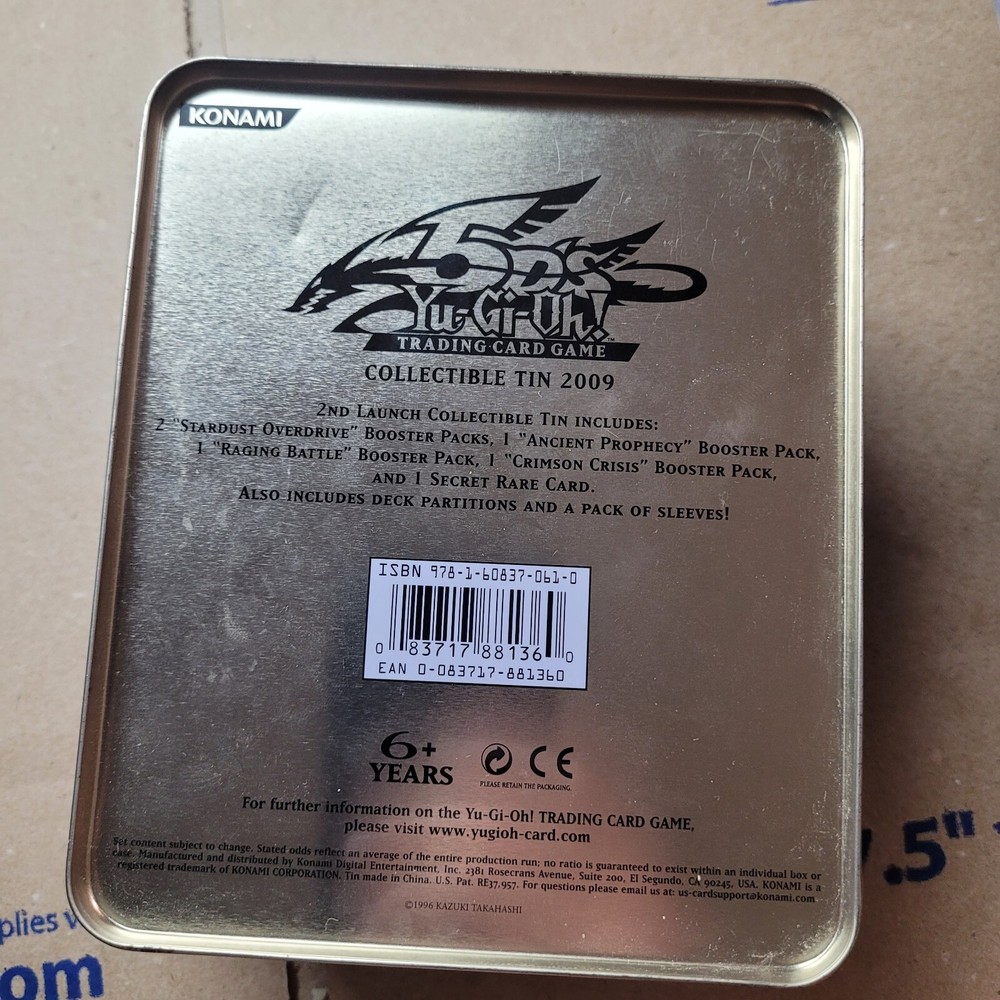 KONAMI
5D's
Yu-Gi-Oh!™
TRADING CARD GAME
COLLECTIBLE TIN 2009
2ND LAUNCH COLLECTIBLE TIN INCLUDES:
2 "STARDUST OVERDRIVE" BOOSTER PACKS, 1 "ANCIENT PROPHECY" BOOSTER PACK,
1 "RAGING BATTLE" BOOSTER PACK, 1 "CRIMSON CRISIS" BOOSTER PACK,
AND 1 SECRET RARE CARD.
ALSO INCLUDES DECK PARTITIONS AND A PACK OF SLEEVES!
ISBN 978-1-60837-061-0
0 83717 88136 0
EAN 0-083717-881360
6+
YEARS
CE
PLEASE RETAIN THE PACKAGING.
For further information on the Yu-Gi-Oh! TRADING CARD GAME,
please visit www.yugioh-card.com
Set content subject to change. Stated odds reflect an average of the entire production run; no ratio is guaranteed to exist within an individual box or
case. Manufactured and distributed by Konami Digital Entertainment, Inc. 2381 Rosecrans Avenue, Suite 200, El Segundo, CA 90245, USA. KONAMI is a
registered trademark of KONAMI CORPORATION. Tin made in China. U.S. Pat. RE37,957. For questions please email us at: us-cardsupport@konami.com
©1996 KAZUKI TAKAHASHI
.5"
plies
om